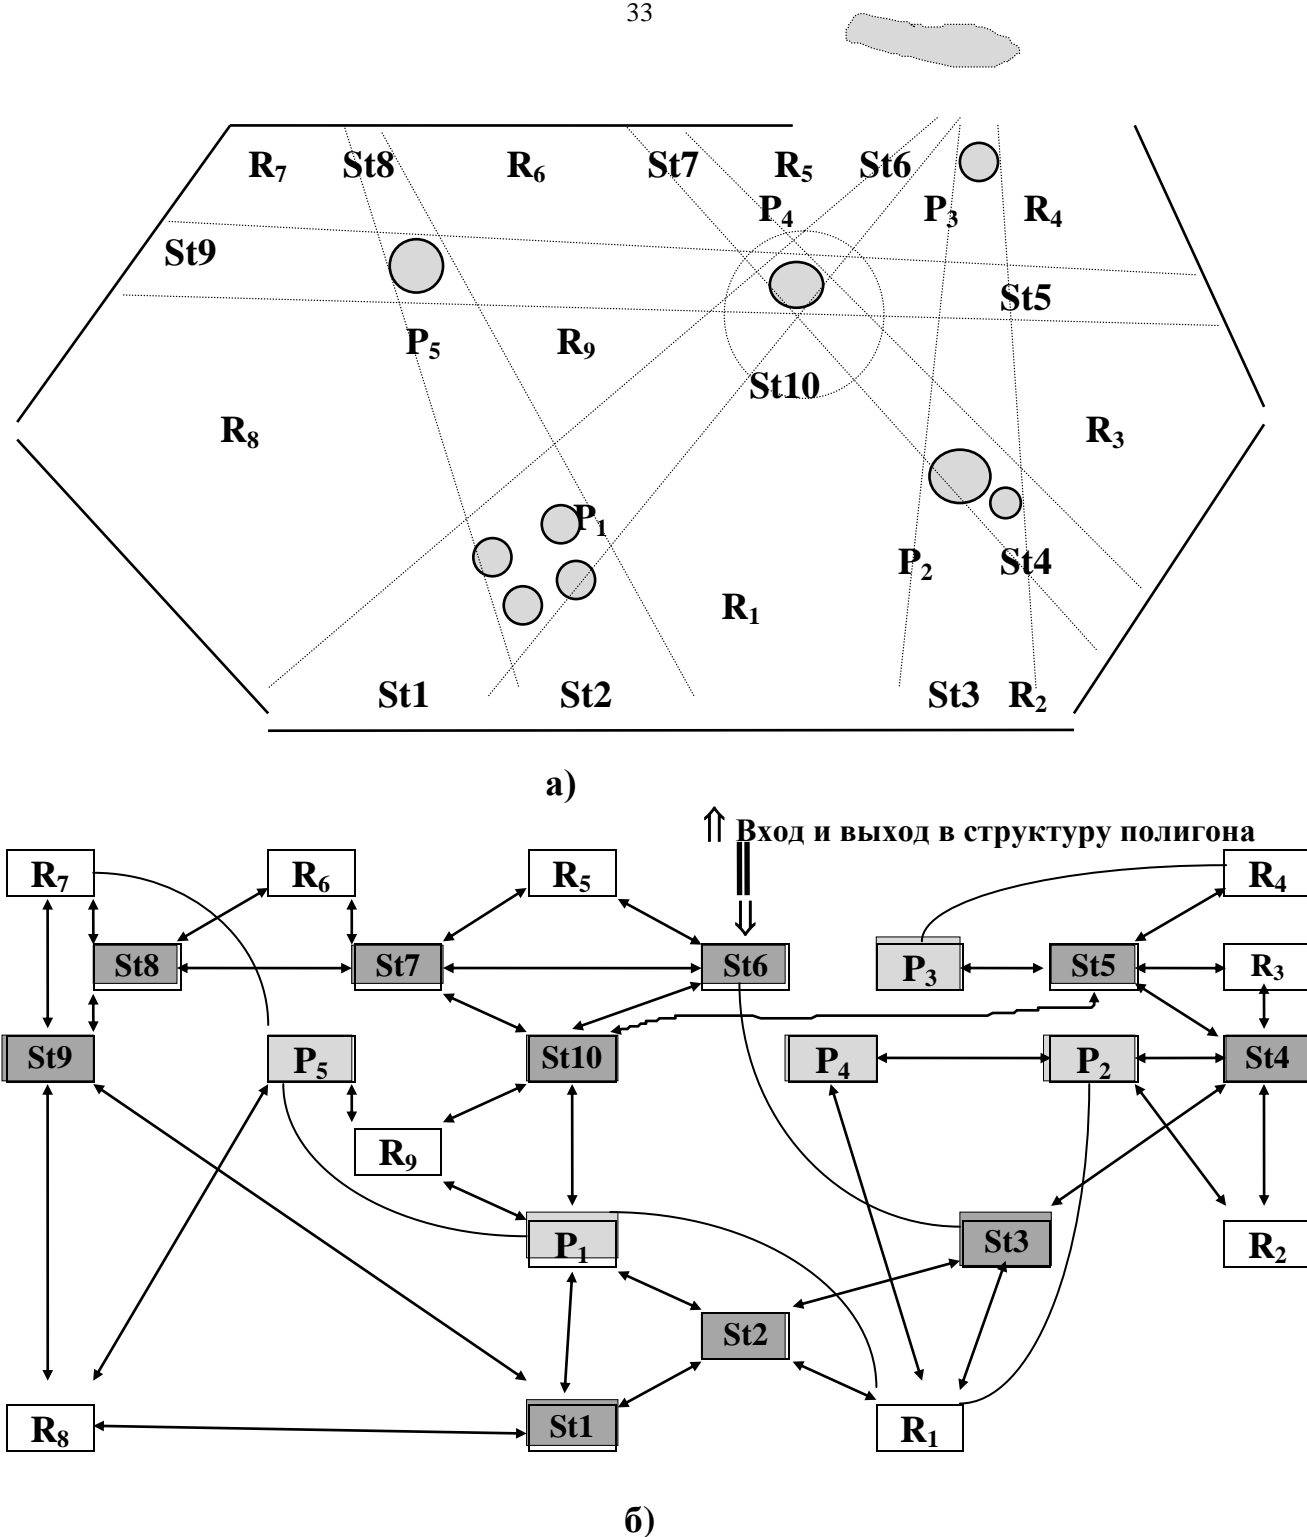 33
R₇ St8 R₆ St7 R₅ St6
P₄ P₃ R₄
St9
St5
P₅ R₉
St10
R₈ R₃
P₁
P₂ St4
R₁
St1 St2 St3 R₂
а)
⇑ Вход и выход в структуру полигона
R₇ R₆ R₅ R₄
⇓
St8 St7 St6 P₃ St5 R₃
St9 P₅ St10 P₄ P₂ St4
R₉
P₁ St3 R₂
St2
R₈ St1 R₁
б)